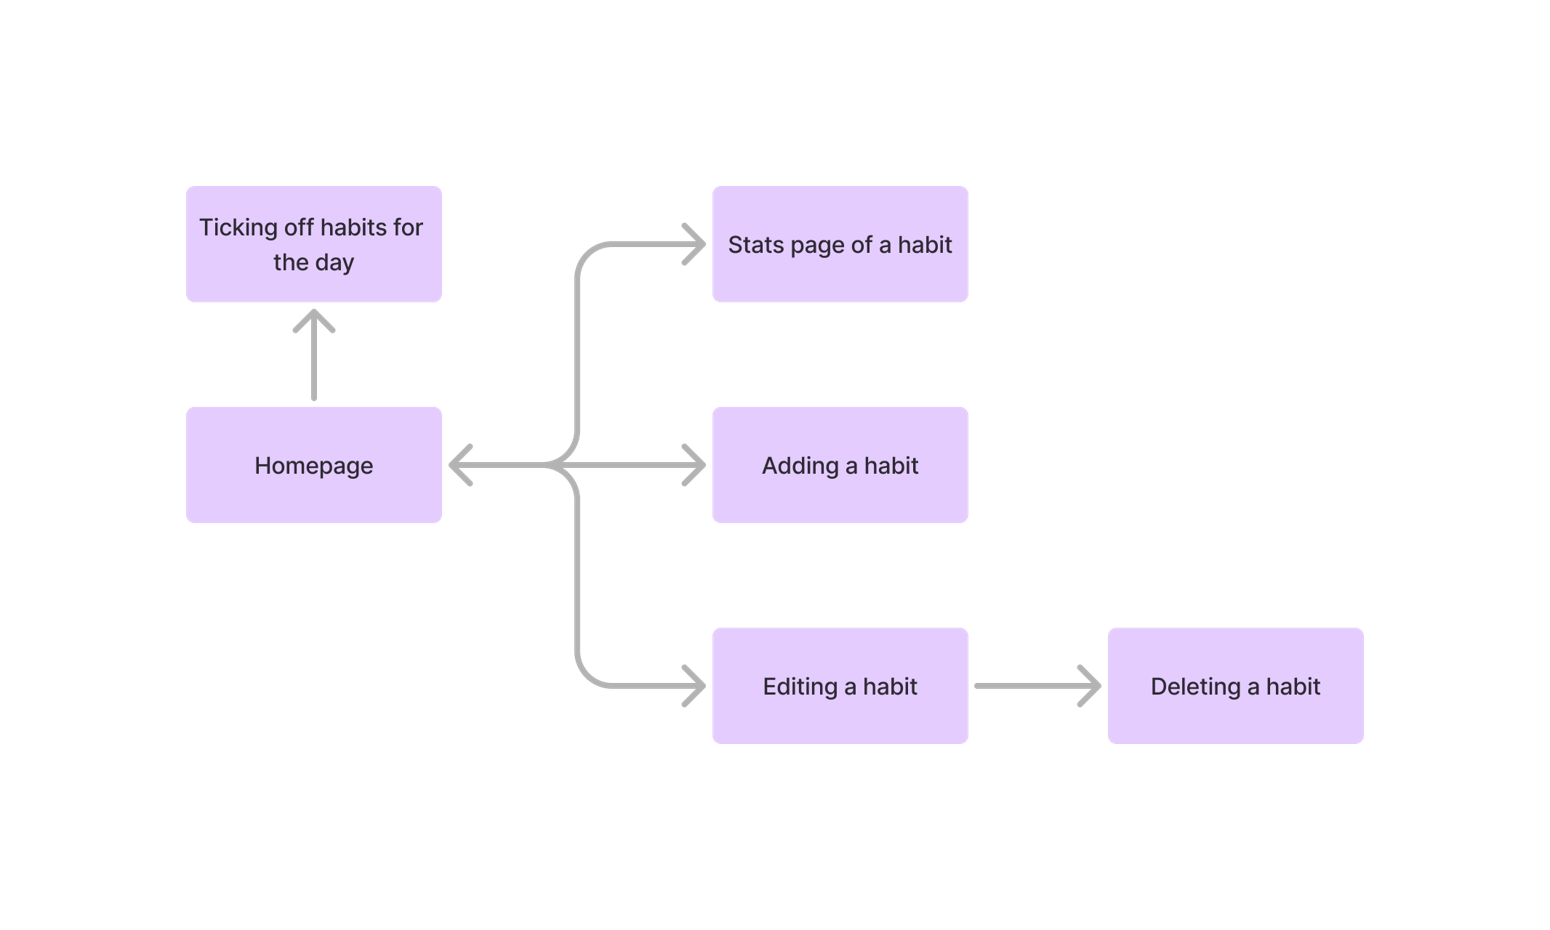 Ticking off habits for
the day
Stats page of a habit
Homepage
Adding a habit
Editing a habit
Deleting a habit